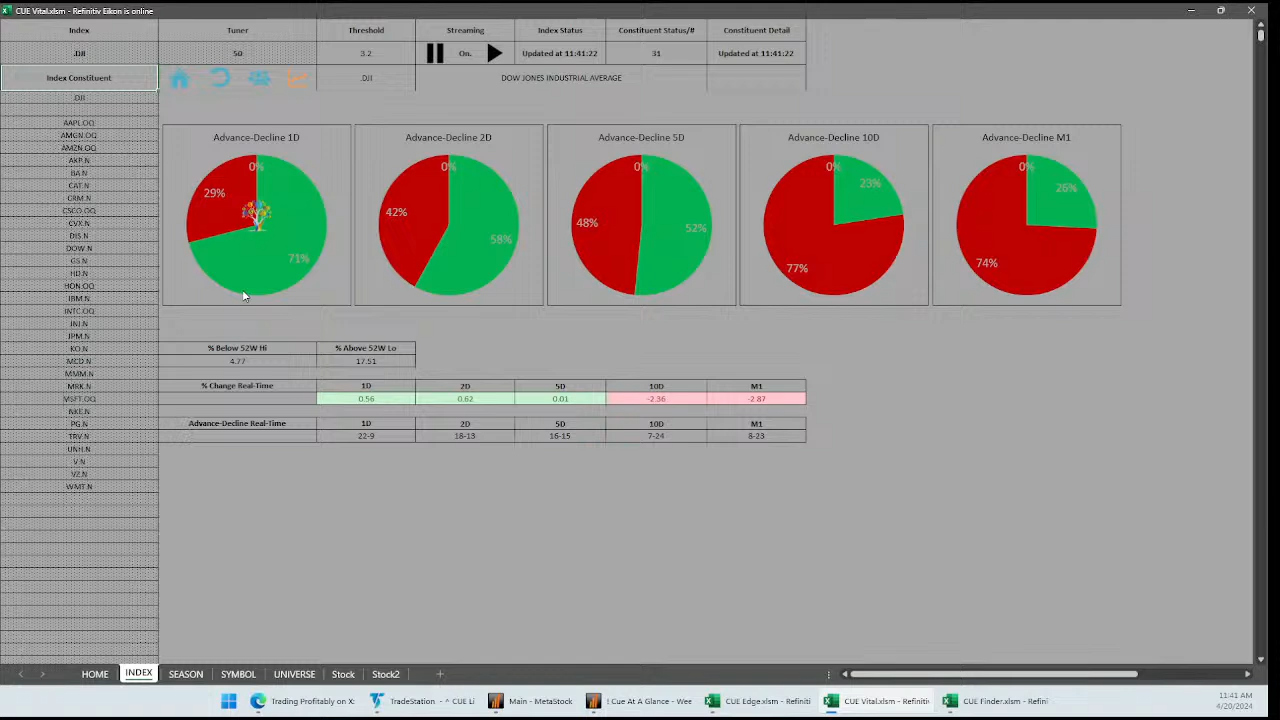 CUE Vital.xlsm - Refinitiv Eikon is online
Index Tuner Threshold Streaming Index Status Constituent Status/# Constituent Detail
.DJI 50 3.2 On. Updated at 11:41:22 31 Updated at 11:41:22
Index Constituent .DJI DOW JONES INDUSTRIAL AVERAGE
.DJI
AAPL.OQ
AMGN.OQ
AMZN.OQ
AXP.N
BA.N
CAT.N
CRM.N
CSCO.OQ
CVX.N
DIS.N
DOW.N
GS.N
HD.N
HON.OQ
IBM.N
INTC.OQ
JNJ.N
JPM.N
KO.N
MCD.N
MMM.N
MRK.N
MSFT.OQ
NKE.N
PG.N
TRV.N
UNH.N
V.N
VZ.N
WMT.N
Advance-Decline 1D
0%
29%
71%
Advance-Decline 2D
0%
42%
58%
Advance-Decline 5D
0%
48%
52%
Advance-Decline 10D
0%
23%
77%
Advance-Decline M1
0%
26%
74%
% Below 52W Hi % Above 52W Lo
4.77 17.51
% Change Real-Time 1D 2D 5D 10D M1
0.56 0.62 0.01 -2.36 -2.87
Advance-Decline Real-Time 1D 2D 5D 10D M1
22-9 18-13 16-15 7-24 8-23
HOME INDEX SEASON SYMBOL UNIVERSE Stock Stock2
Trading Profitably on X: TradeStation - ^ CUE Li Main - MetaStock ! Cue At A Glance - Wes CUE Edge.xlsm - Refiniti CUE Vital.xlsm - Refiniti CUE Finder.xlsm - Refini
11:41 AM
4/20/2024